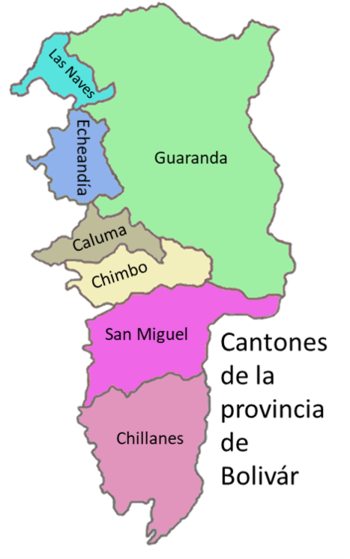 Las Naves
Echeandía
Guaranda
Caluma
Chimbo
San Miguel
Chillanes
Cantones
de la
provincia
de
Bolivár